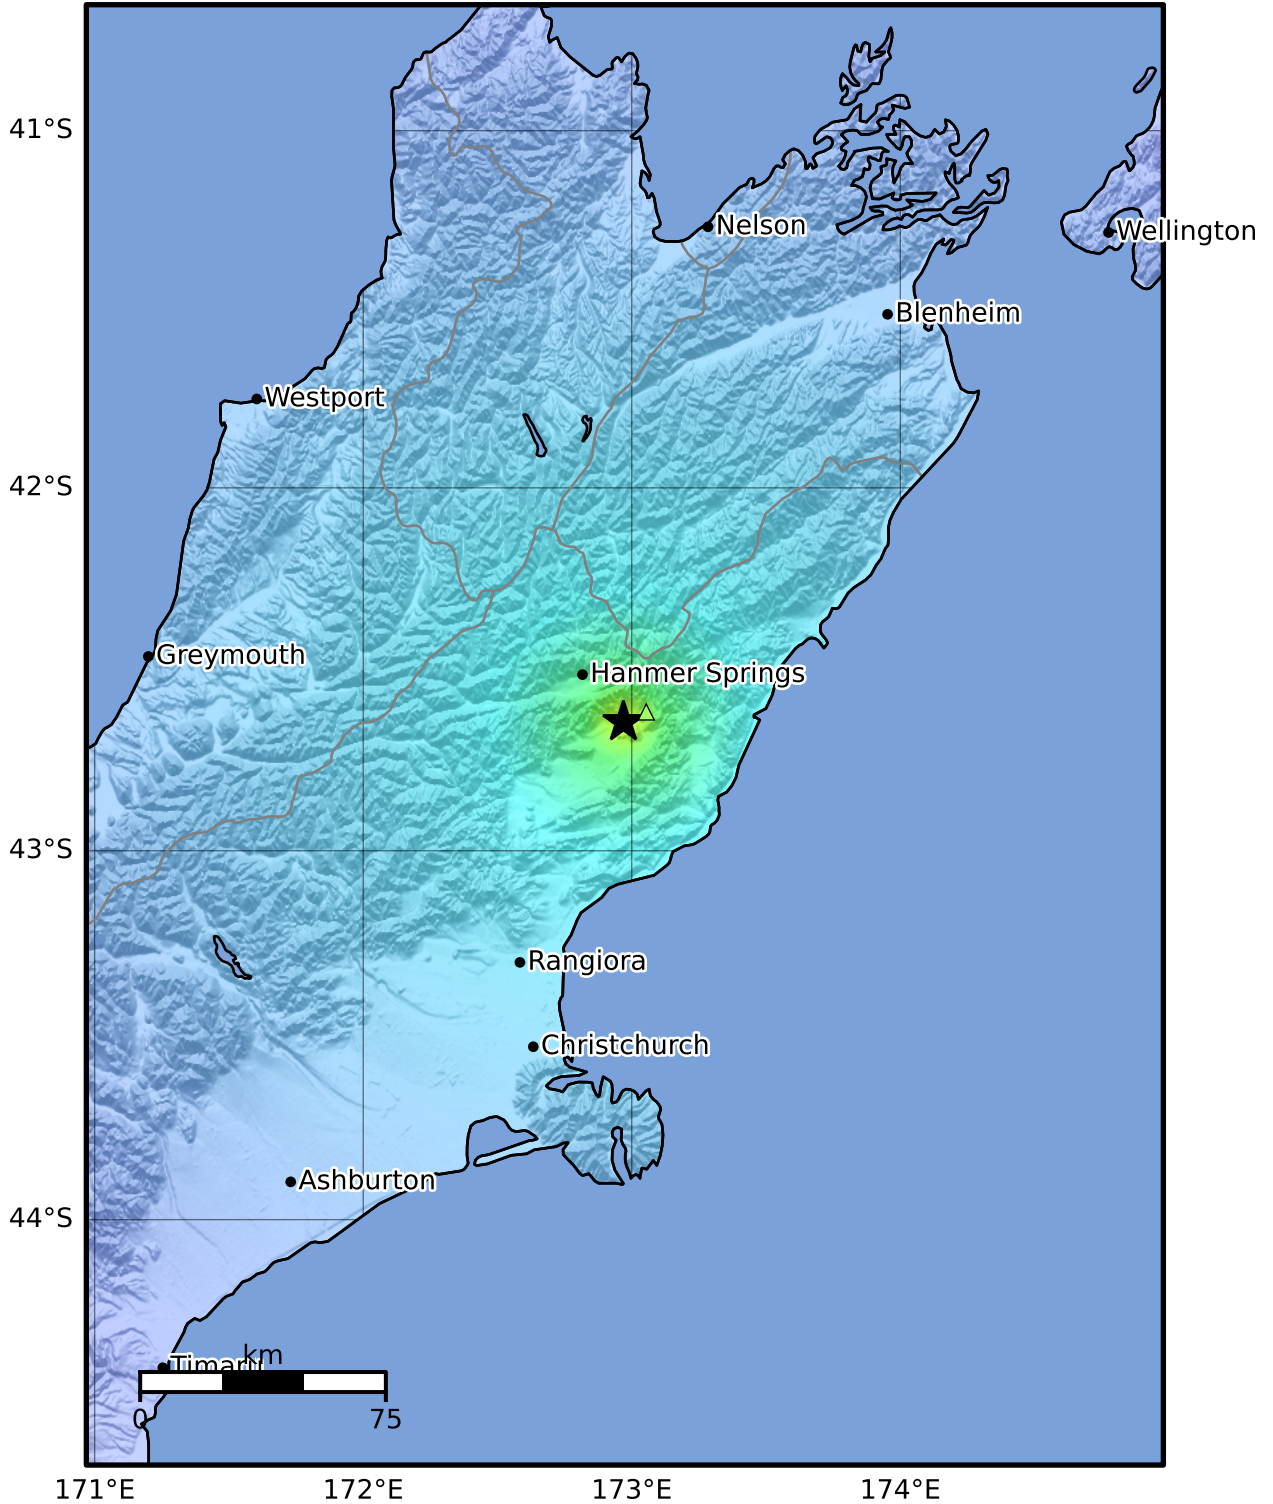 41°S
Nelson
Wellington
Blenheim
Westport
42°S
Greymouth
Hanmer Springs
43°S
Rangiora
Christchurch
Ashburton
44°S
km
Timaru
0 75
171°E 172°E 173°E 174°E